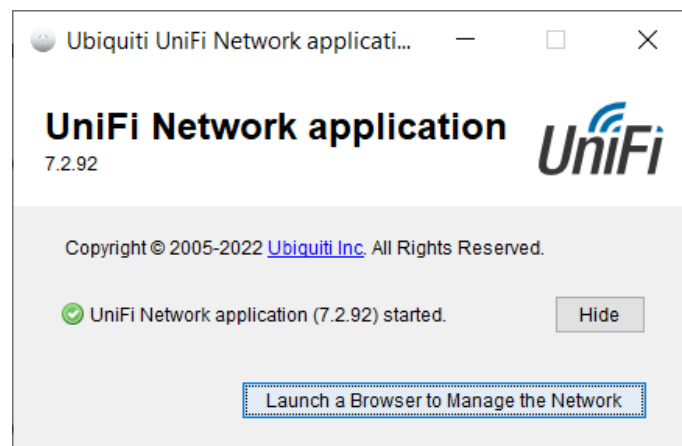 Ubiquiti UniFi Network applicati...
UniFi Network application
7.2.92
UniFi
Copyright © 2005-2022 Ubiquiti Inc. All Rights Reserved.
UniFi Network application (7.2.92) started.
Hide
Launch a Browser to Manage the Network